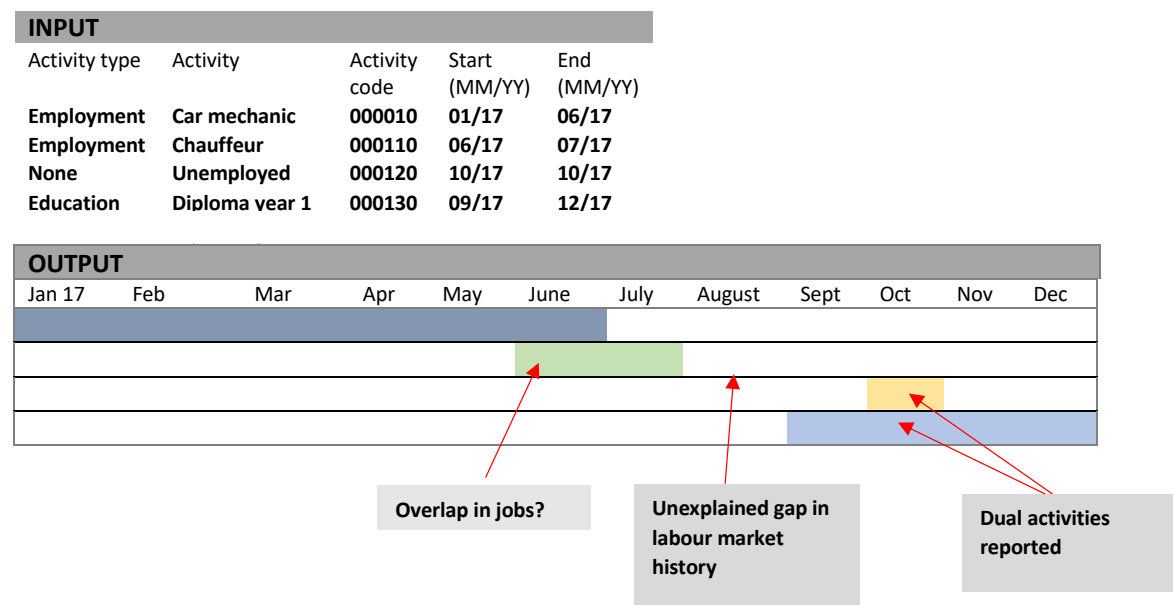 INPUT
Activity type Activity Activity code Start (MM/YY) End (MM/YY)
Employment Car mechanic 000010 01/17 06/17
Employment Chauffeur 000110 06/17 07/17
None Unemployed 000120 10/17 10/17
Education Diploma year 1 000130 09/17 12/17
OUTPUT
Jan 17 Feb Mar Apr May June July August Sept Oct Nov Dec
Overlap in jobs?
Unexplained gap in
labour market
history
Dual activities
reported